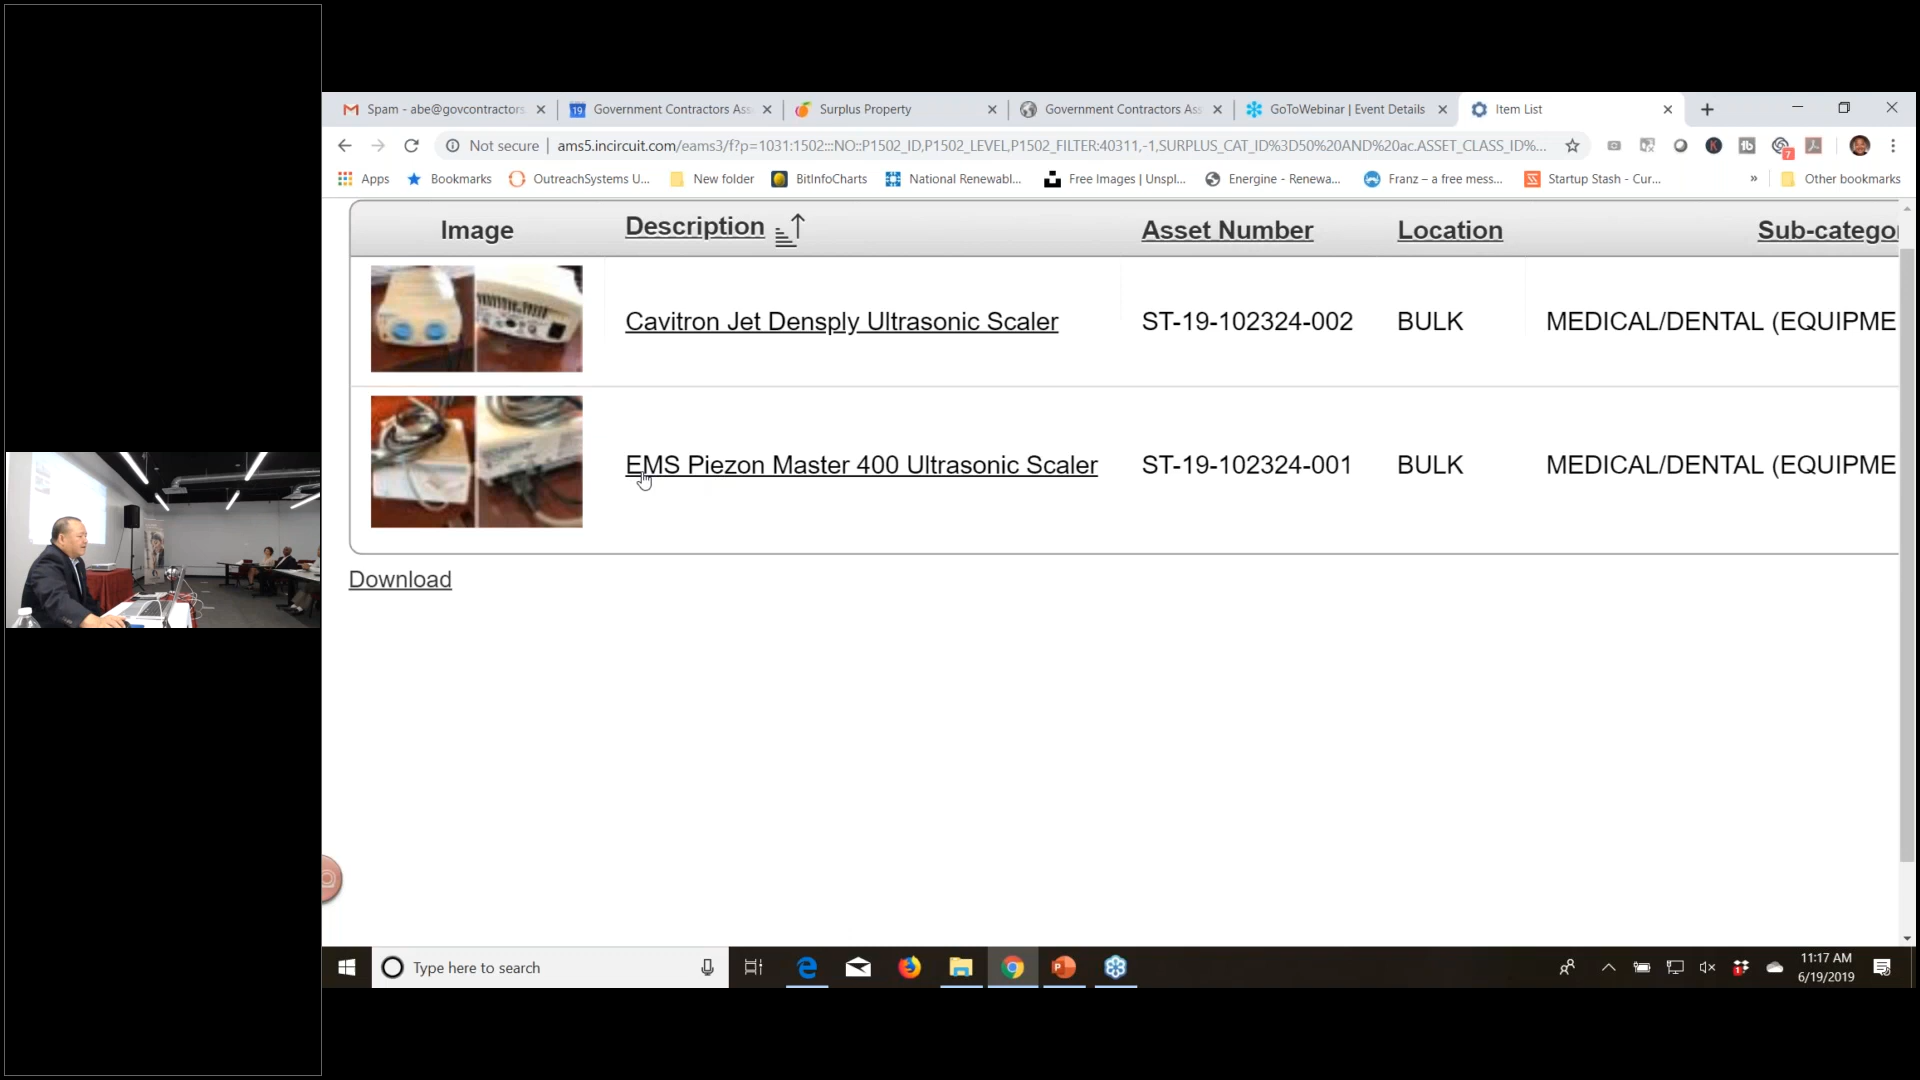 Spam - abe@govcontractors
Government Contractors Ass
Surplus Property
Government Contractors Ass
GoToWebinar | Event Details
Item List
Not secure | ams5.incircuit.com/eams3/f?p=1031:1502:::NO::P1502_ID,P1502_LEVEL,P1502_FILTER:40311,-1,SURPLUS_CAT_ID%3D50%20AND%20ac.ASSET_CLASS_ID%...
7
Apps
Bookmarks
OutreachSystems U...
New folder
BitInfoCharts
National Renewabl...
Free Images | Unspl...
Energine - Renewa...
Franz – a free mess...
Startup Stash - Cur...
»
Other bookmarks
Image Description Asset Number Location Sub-catego
Cavitron Jet Densply Ultrasonic Scaler ST-19-102324-002 BULK MEDICAL/DENTAL (EQUIPME
EMS Piezon Master 400 Ultrasonic Scaler ST-19-102324-001 BULK MEDICAL/DENTAL (EQUIPME
Download
Type here to search
11:17 AM
6/19/2019